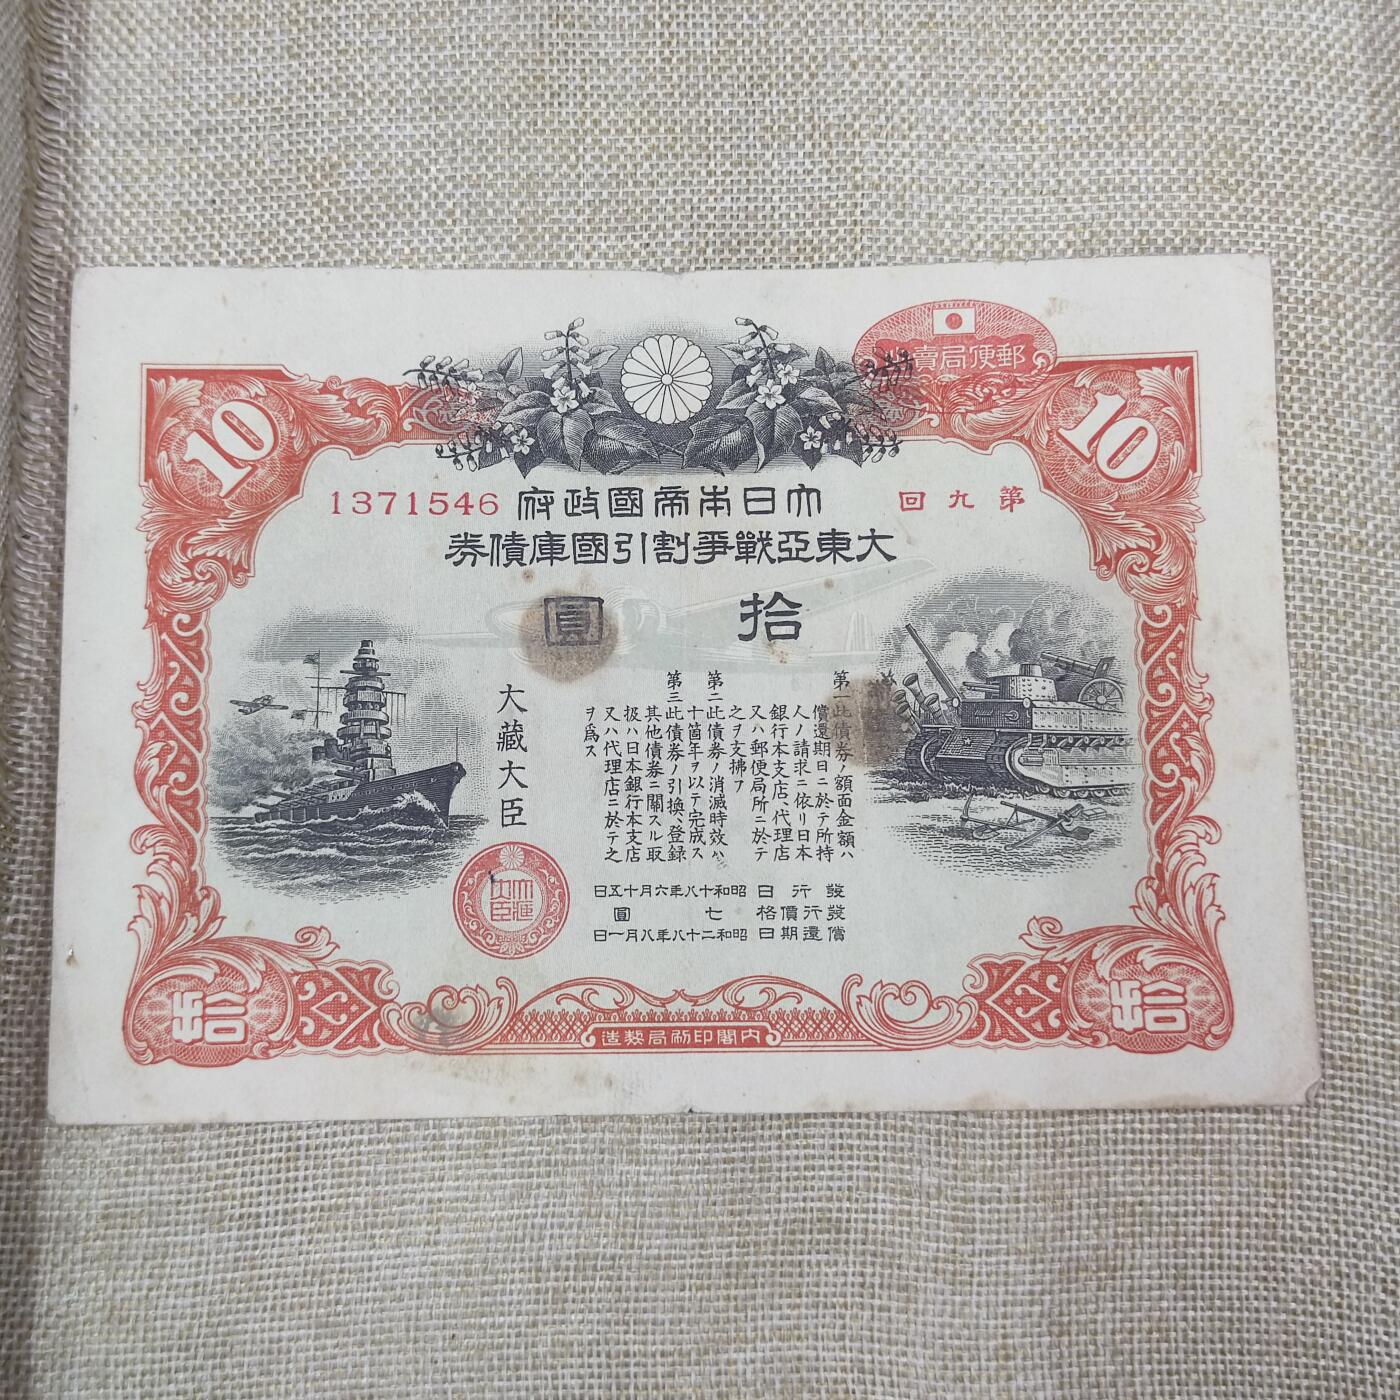 郵便局賣出
10
10
第九回
大日本帝國政府
1371546
大東亞戰爭割引國庫債券
拾圓
第一此債券ノ額面金額ハ
償還期日ニ於テ所持
人ノ請求ニ依リ日本
銀行本支店、代理店
又ハ郵便局所ニ於テ
之ヲ支拂フ
第二此債券ノ消滅時效ハ
十箇年ヲ以テ完成ス
第三此債券ノ引換、登錄
其他債券ニ關スル取
扱ハ日本銀行本支店
又ハ代理店ニ於テ之
ヲ爲ス
大藏大臣
大藏大臣
發行日 昭和十八年六月十五日
發行價格 七圓
償還期日 昭和二十八年八月一日
拾
拾
內閣印刷局製造